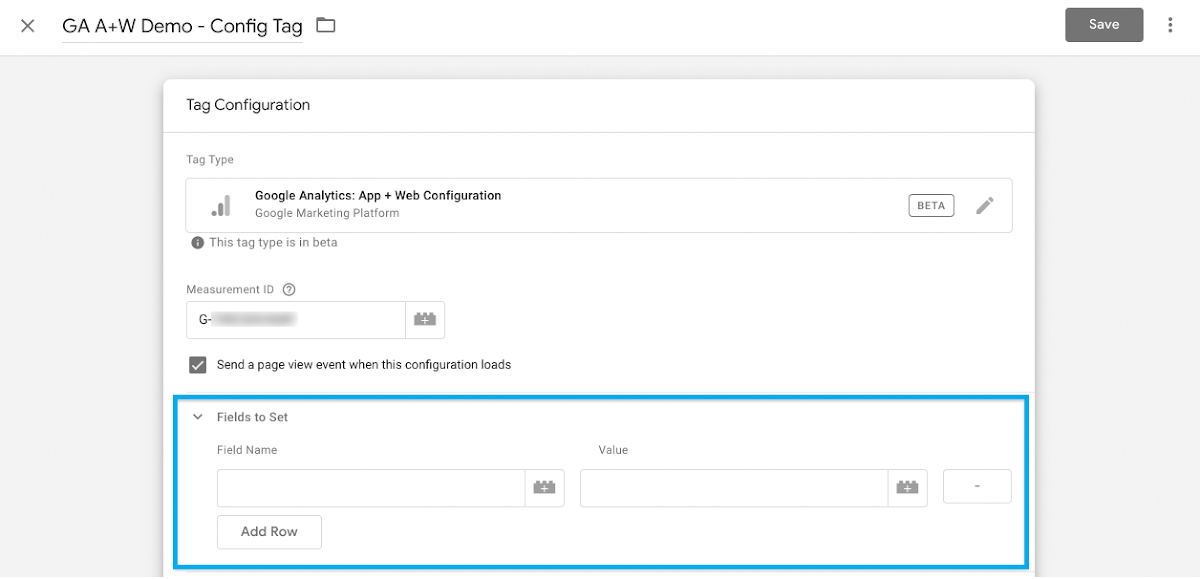 GA A+W Demo - Config Tag
Save
Tag Configuration
Tag Type
Google Analytics: App + Web Configuration
Google Marketing Platform
BETA
This tag type is in beta
Measurement ID
G-
Send a page view event when this configuration loads
Fields to Set
Field Name Value
-
Add Row